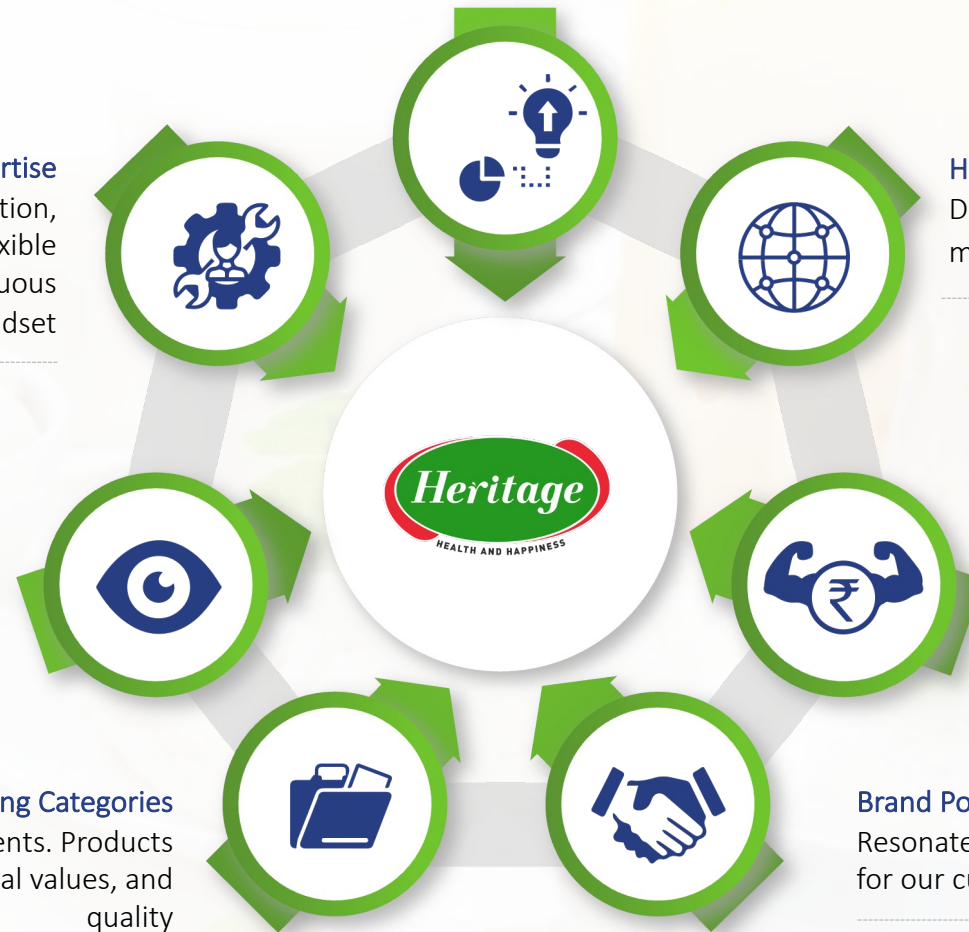 rtise
tion,
xible
uous
dset
H
D
m
Heritage
HEALTH AND HAPPINESS
₹
ng Categories
ents. Products
al values, and
quality
Brand Po
Resonate
for our cu